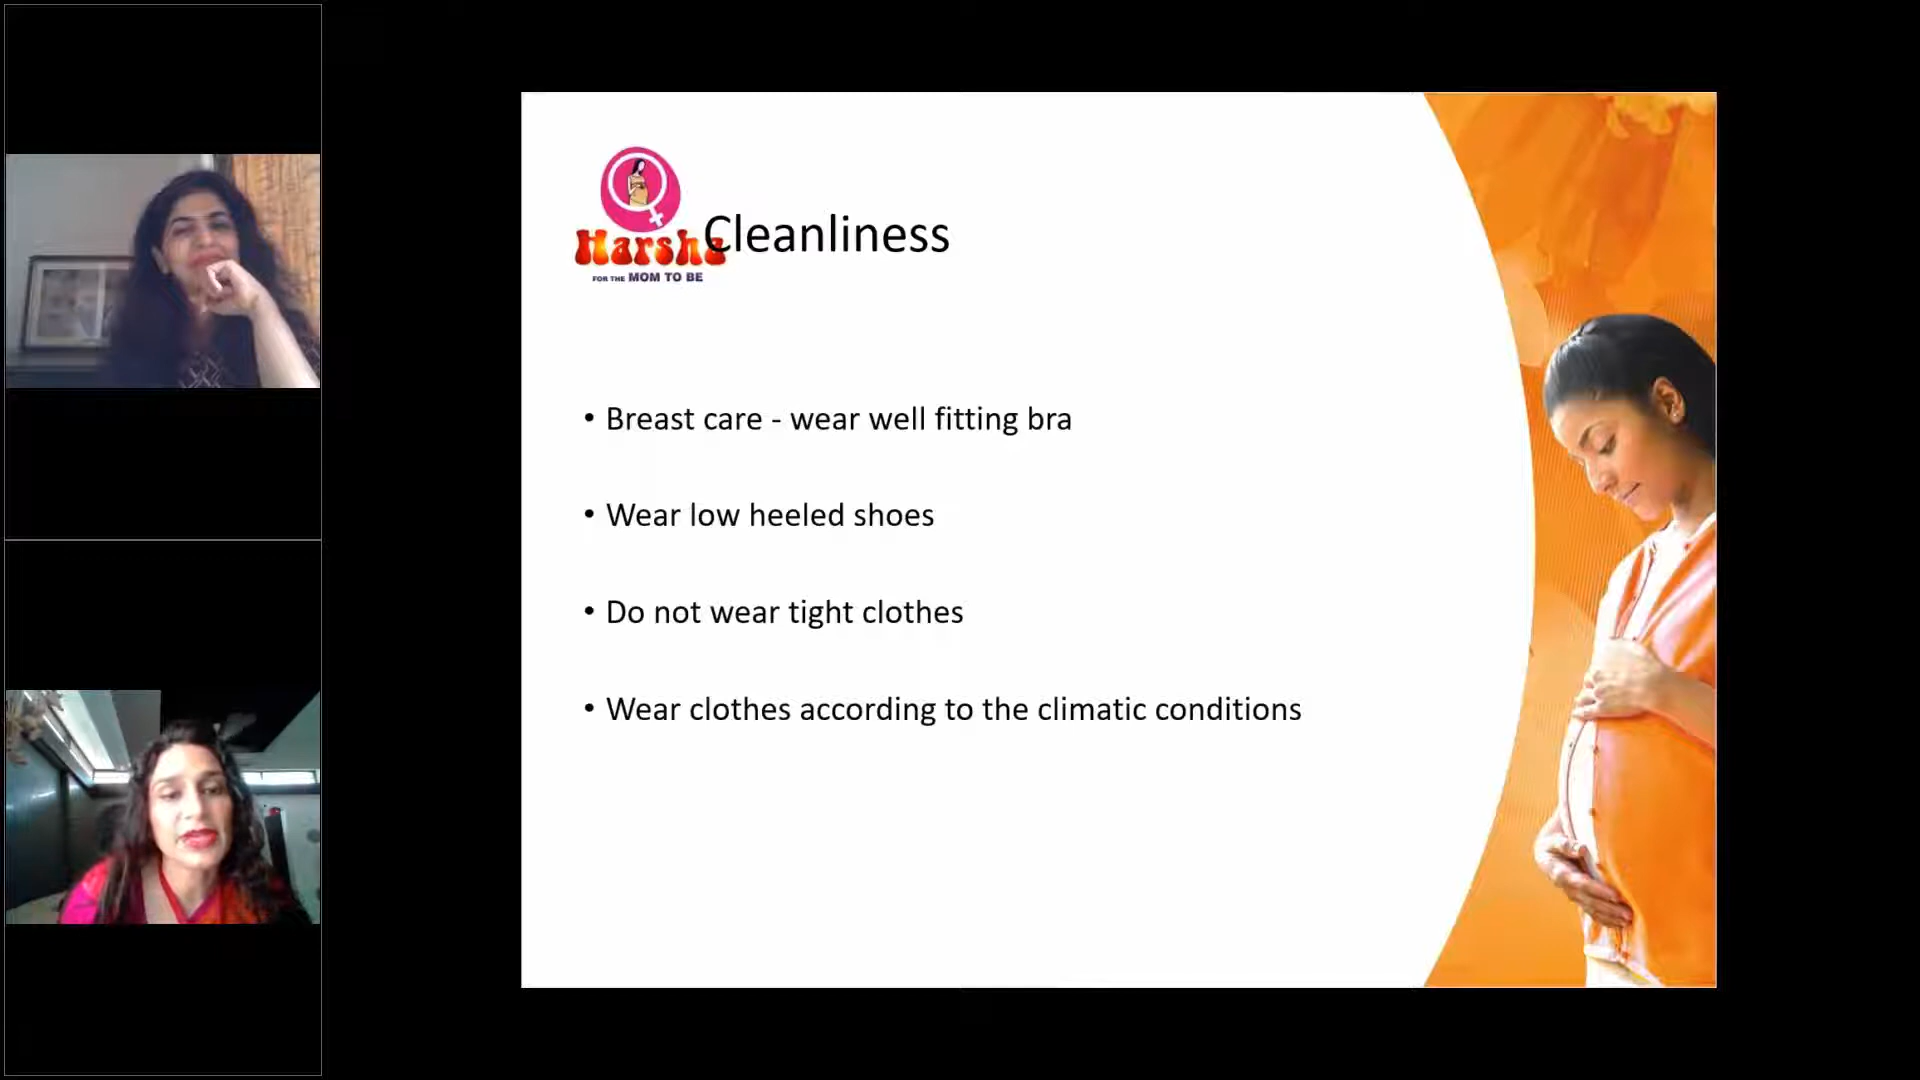 Harsha
FOR THE MOM TO BE
Cleanliness
• Breast care - wear well fitting bra
• Wear low heeled shoes
• Do not wear tight clothes
• Wear clothes according to the climatic conditions